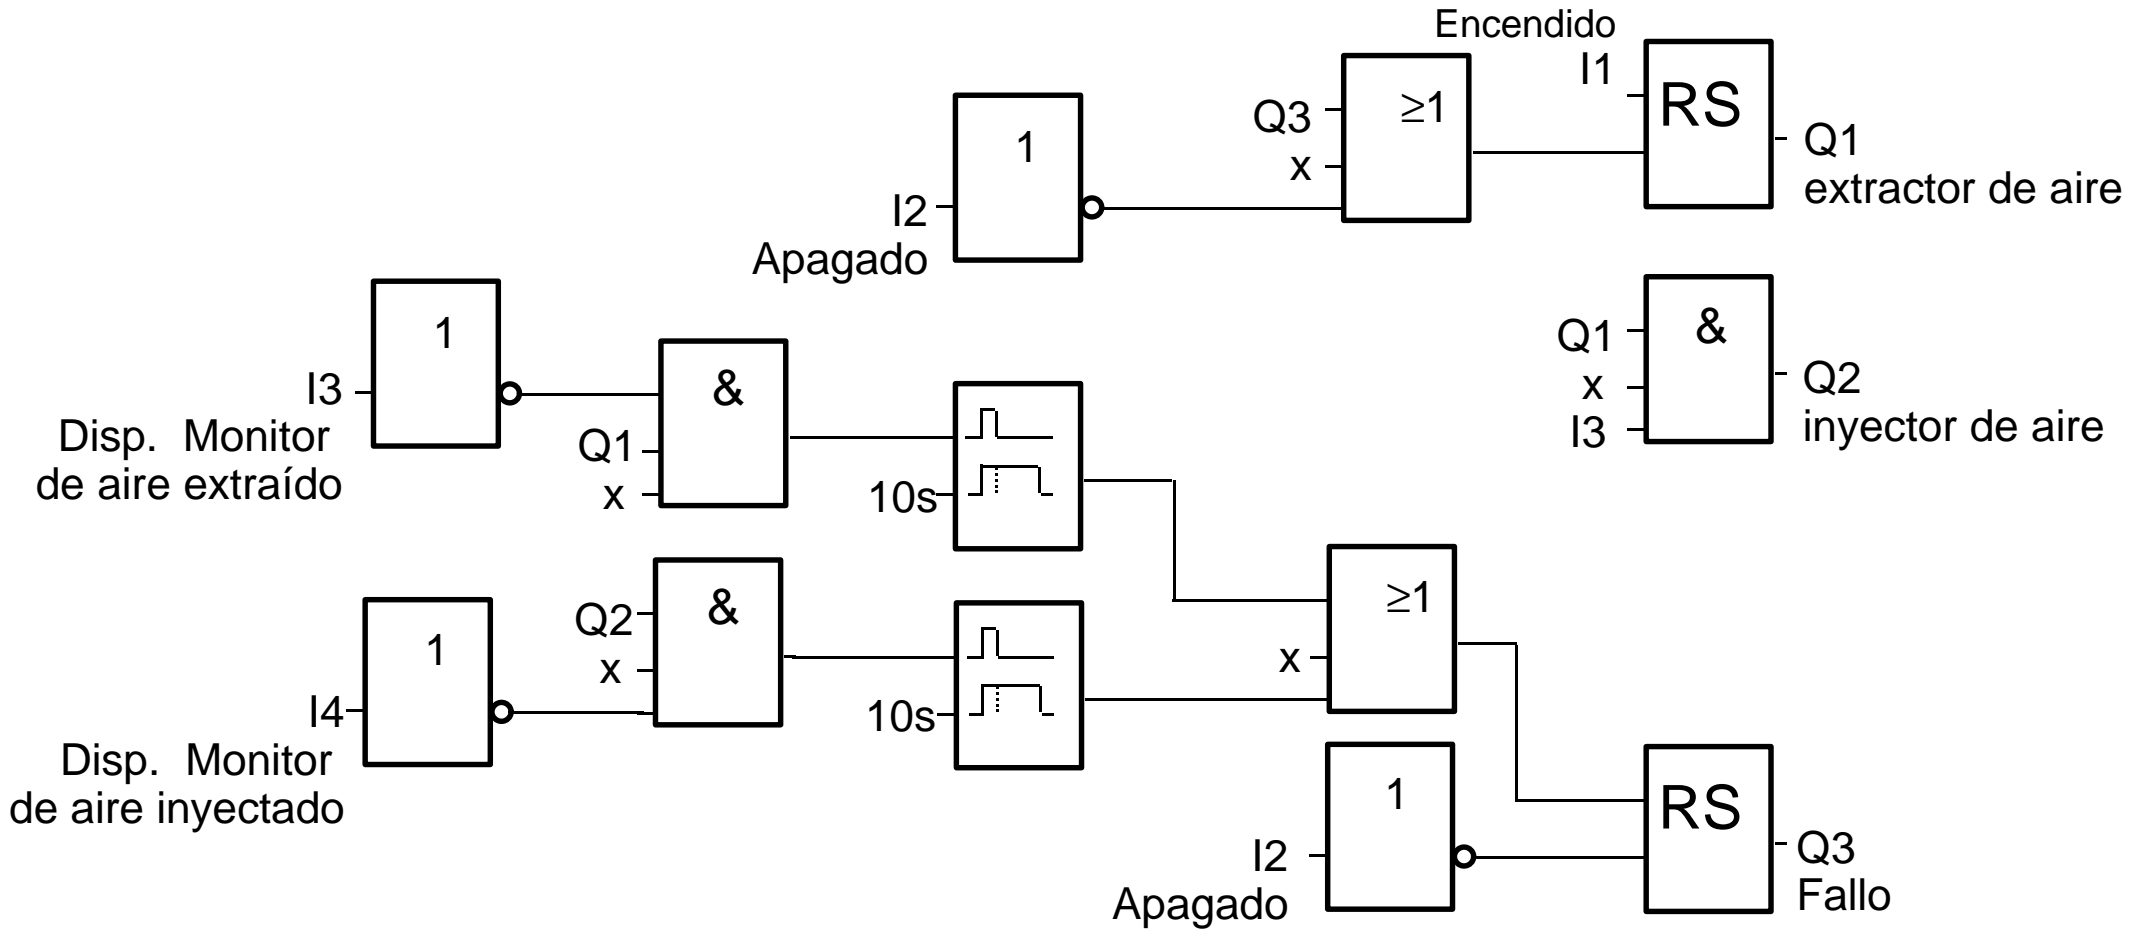 Encendido
I1
RS
Q1
extractor de aire
Q3
x
≥1
1
I2
Apagado
Q1
x
I3
&
Q2
inyector de aire
1
I3
Disp. Monitor
de aire extraído
&
Q1
x
10s
Q2
x
&
1
I4
Disp. Monitor
de aire inyectado
10s
≥1
x
1
I2
Apagado
RS
Q3
Fallo